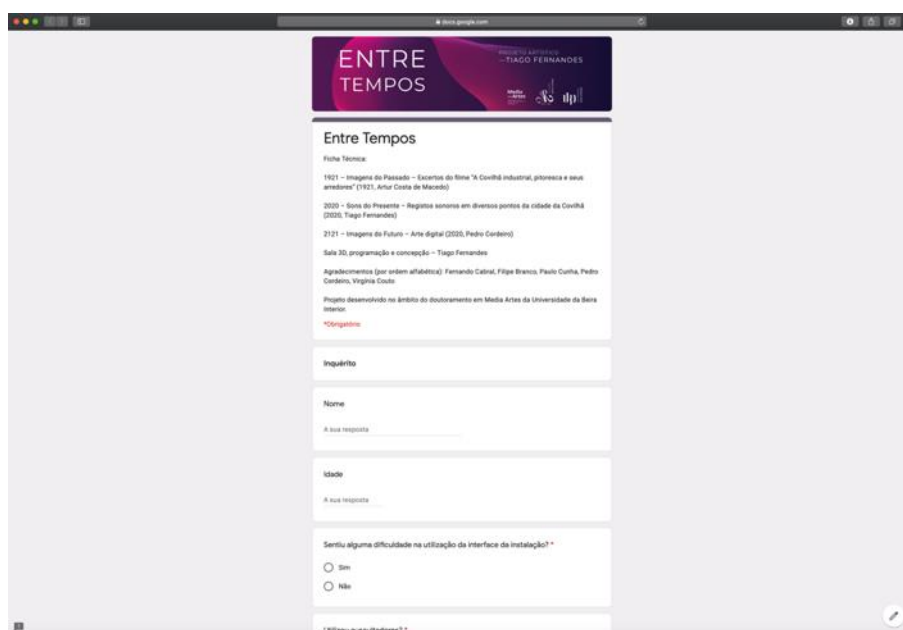 docs.google.com
ENTRE
TEMPOS
PROJETO ARTÍSTICO
—TIAGO FERNANDES
Media
—Artes
Entre Tempos
Ficha Técnica:
1921 – Imagens do Passado – Excertos do filme "A Covilhã industrial, pitoresca e seus
arredores" (1921, Artur Costa de Macedo)
2020 – Sons do Presente – Registos sonoros em diversos pontos da cidade da Covilhã
(2020, Tiago Fernandes)
2121 – Imagens do Futuro – Arte digital (2020, Pedro Cordeiro)
Sala 3D, programação e concepção – Tiago Fernandes
Agradecimentos (por ordem alfabética): Fernando Cabral, Filipe Branco, Paulo Cunha, Pedro
Cordeiro, Virgínia Couto
Projeto desenvolvido no âmbito do doutoramento em Media Artes da Universidade da Beira
Interior.
*Obrigatório
Inquérito
Nome
A sua resposta
Idade
A sua resposta
Sentiu alguma dificuldade na utilização da interface da instalação? *
Sim
Não